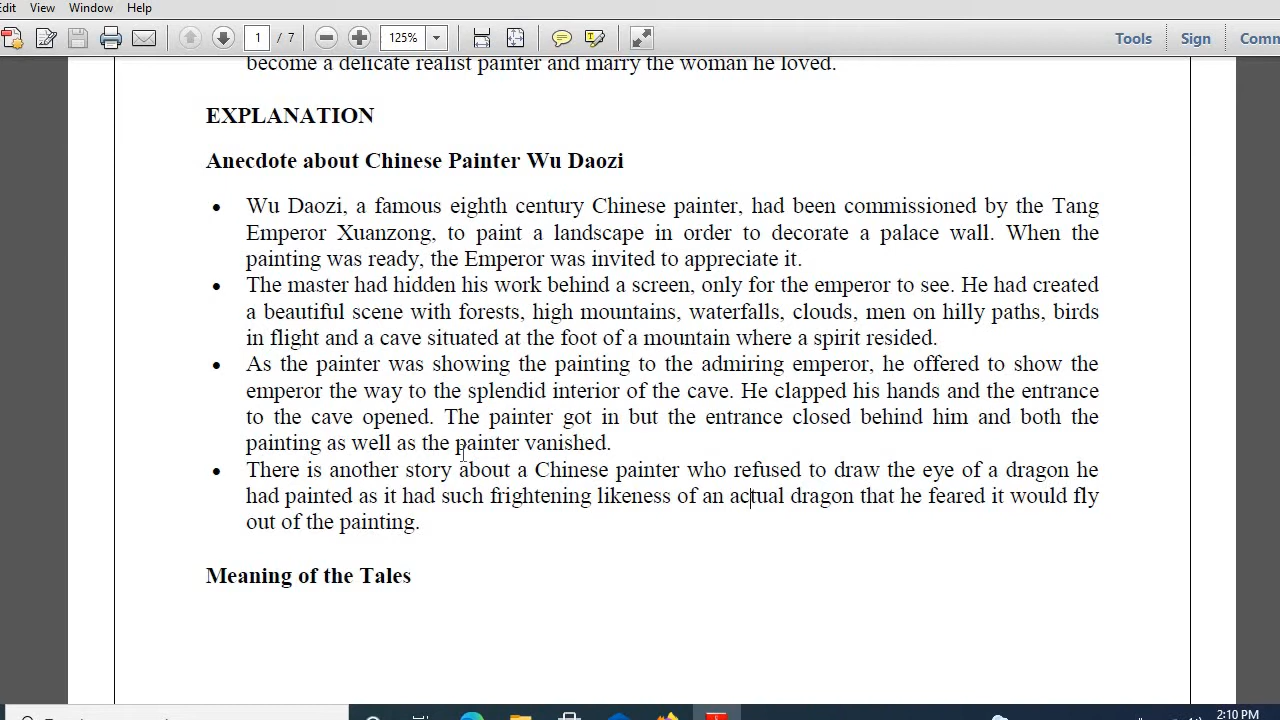 Edit View Window Help
1 / 7 125% Tools Sign Comm
become a delicate realist painter and marry the woman he loved.
EXPLANATION
Anecdote about Chinese Painter Wu Daozi
• Wu Daozi, a famous eighth century Chinese painter, had been commissioned by the Tang
Emperor Xuanzong, to paint a landscape in order to decorate a palace wall. When the
painting was ready, the Emperor was invited to appreciate it.
• The master had hidden his work behind a screen, only for the emperor to see. He had created
a beautiful scene with forests, high mountains, waterfalls, clouds, men on hilly paths, birds
in flight and a cave situated at the foot of a mountain where a spirit resided.
• As the painter was showing the painting to the admiring emperor, he offered to show the
emperor the way to the splendid interior of the cave. He clapped his hands and the entrance
to the cave opened. The painter got in but the entrance closed behind him and both the
painting as well as the painter vanished.
• There is another story about a Chinese painter who refused to draw the eye of a dragon he
had painted as it had such frightening likeness of an actual dragon that he feared it would fly
out of the painting.
Meaning of the Tales
2:10 PM